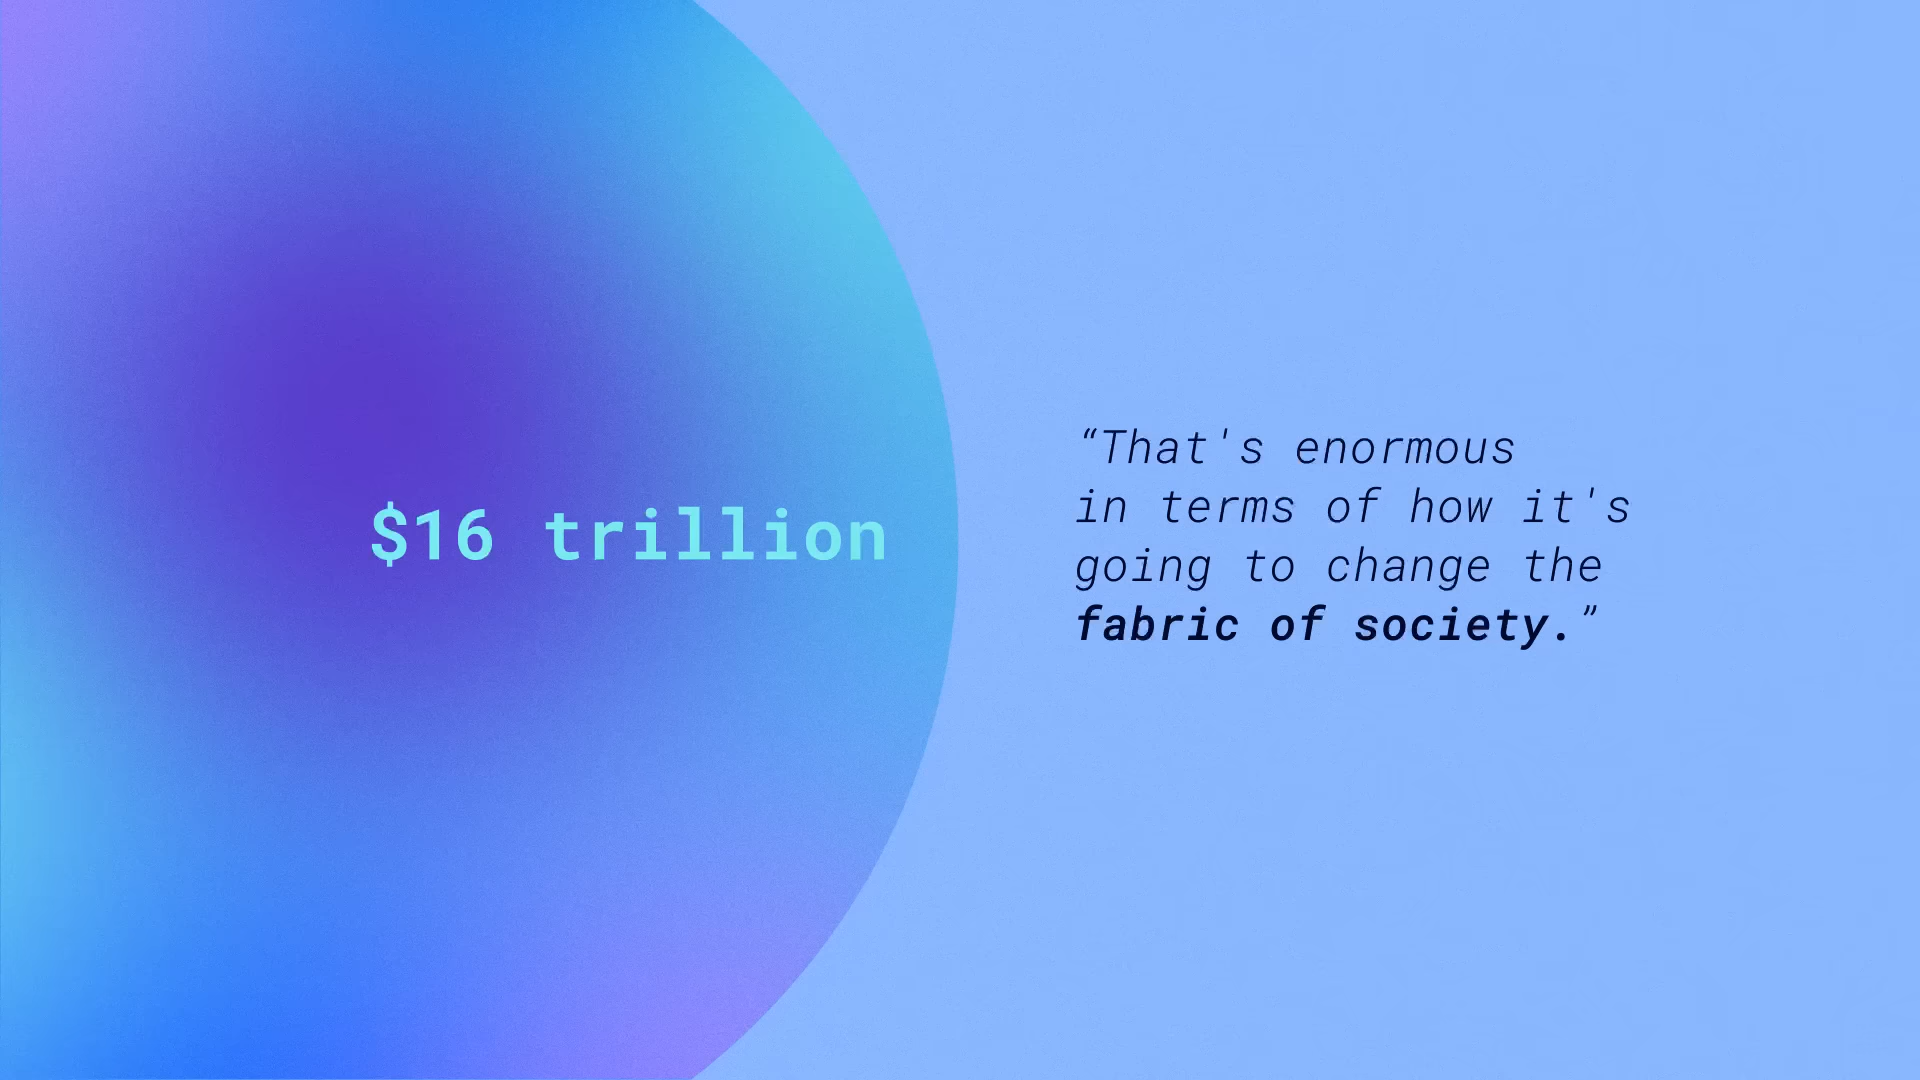 $16 trillion
“That's enormous
in terms of how it's
going to change the
fabric of society.”